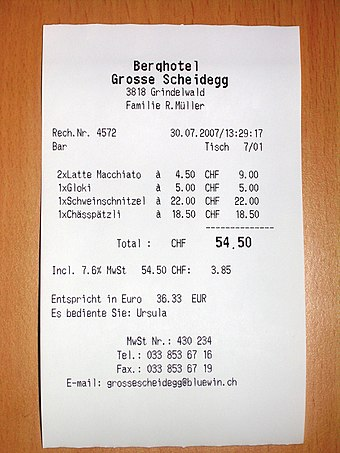 Berghotel
Grosse Scheidegg
3818 Grindelwald
Familie R.Müller
Rech.Nr. 4572 30.07.2007/13:29:17
Bar Tisch 7/01
2xLatte Macchiato à 4.50 CHF 9.00
1xGloki à 5.00 CHF 5.00
1xSchweinschnitzel à 22.00 CHF 22.00
1xChässpätzli à 18.50 CHF 18.50
Total : CHF 54.50
Incl. 7.6% MwSt 54.50 CHF: 3.85
Entspricht in Euro 36.33 EUR
Es bediente Sie: Ursula
MwSt Nr.: 430 234
Tel.: 033 853 67 16
Fax.: 033 853 67 19
E-mail: grossescheidegg@bluewin.ch